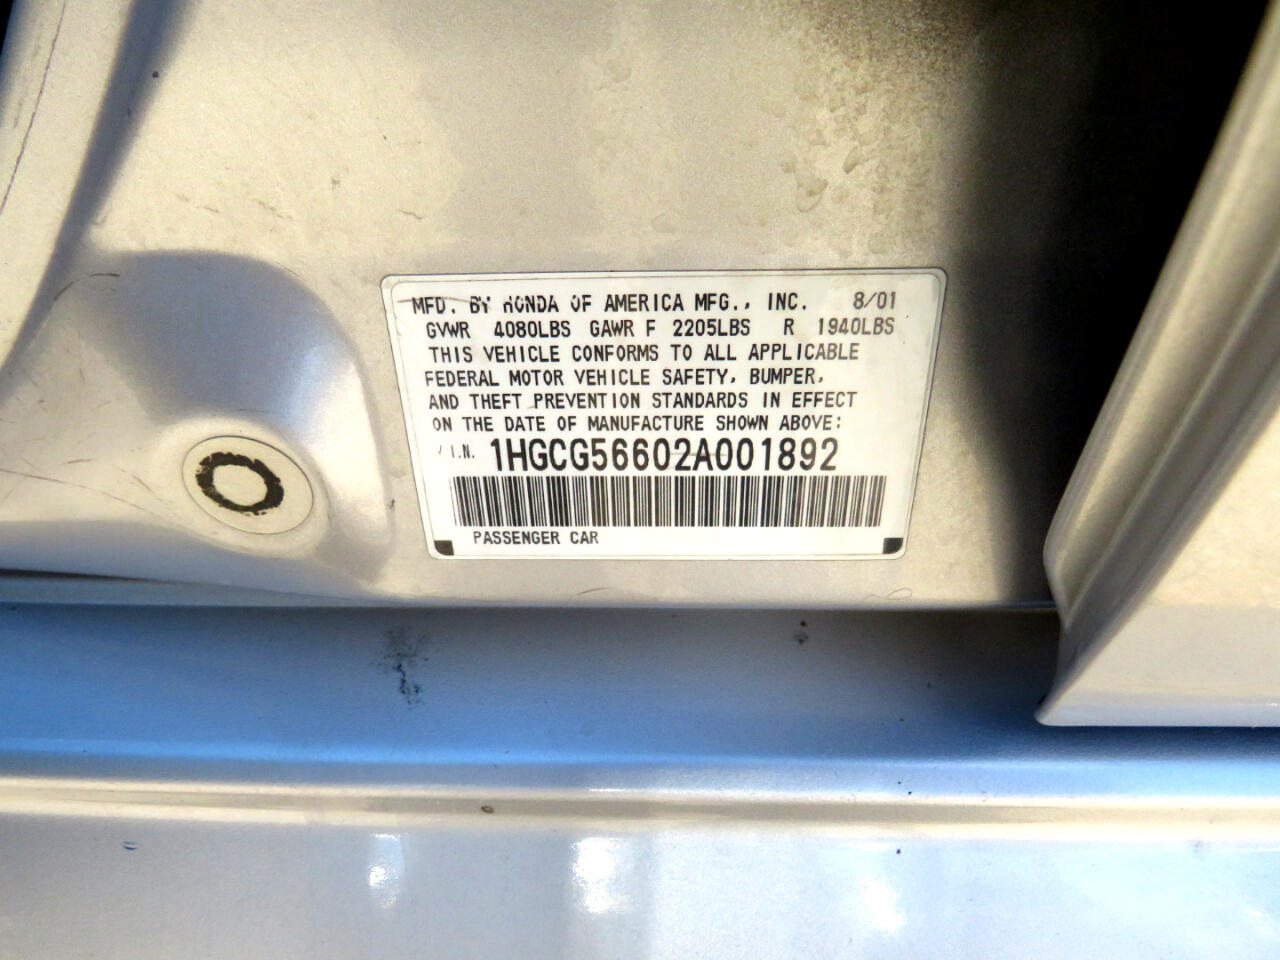 MFD. BY HONDA OF AMERICA MFG., INC. 8/01
GVWR 4080LBS GAWR F 2205LBS R 1940LBS
THIS VEHICLE CONFORMS TO ALL APPLICABLE
FEDERAL MOTOR VEHICLE SAFETY, BUMPER,
AND THEFT PREVENTION STANDARDS IN EFFECT
ON THE DATE OF MANUFACTURE SHOWN ABOVE:
V.I.N. 1HGCG56602A001892
PASSENGER CAR